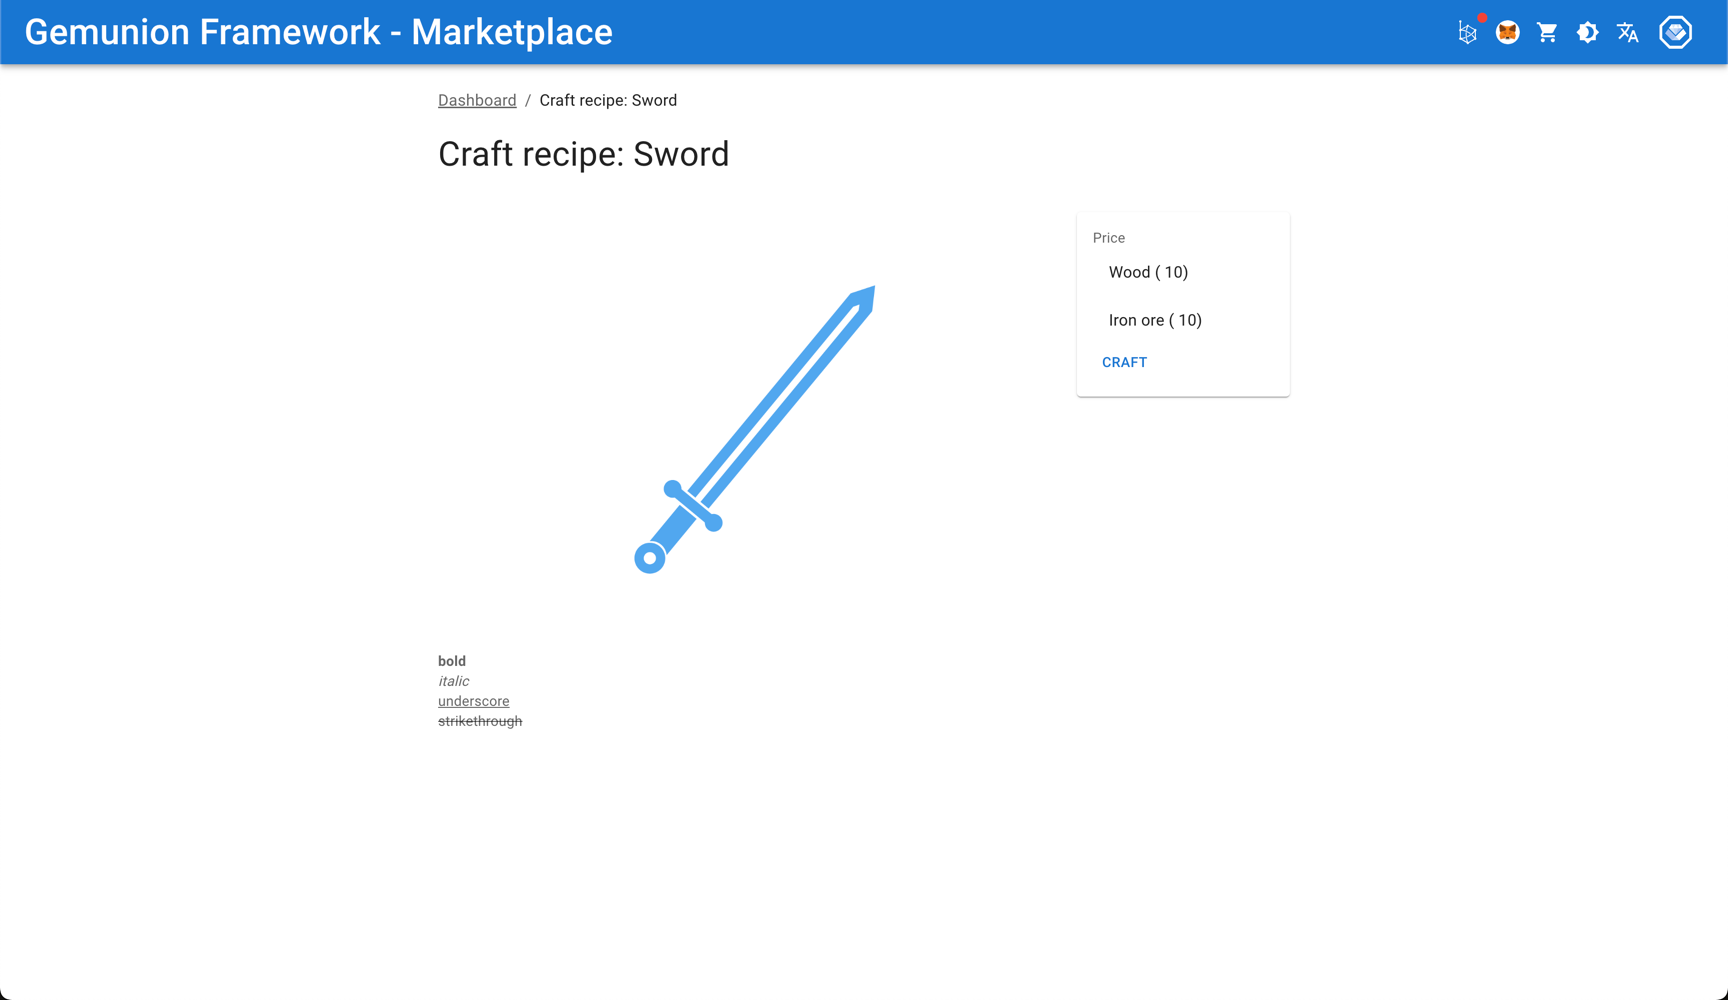 Gemunion Framework - Marketplace
Dashboard / Craft recipe: Sword
Craft recipe: Sword
Price
Wood ( 10)
Iron ore ( 10)
CRAFT
bold
italic
underscore
strikethrough